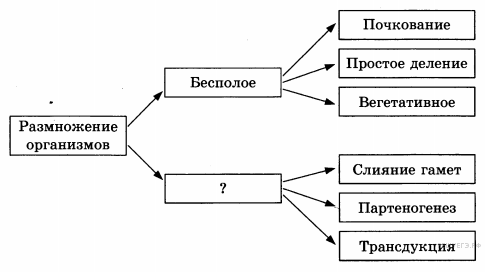 Почкование
Простое деление
Бесполое
Вегетативное
Размножение
организмов
Слияние гамет
?
Партеногенез
Трансдукция